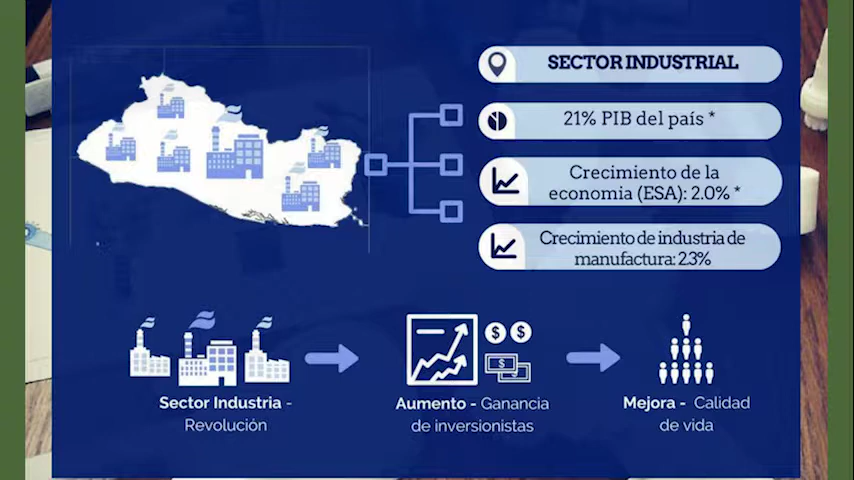 SECTOR INDUSTRIAL
21% PIB del país *
Crecimiento de la
economia (ESA): 2.0% *
Crecimiento de industria de
manufactura: 2.3%
Sector Industria -
Revolución
Aumento - Ganancia
de inversionistas
Mejora - Calidad
de vida
$ $
$